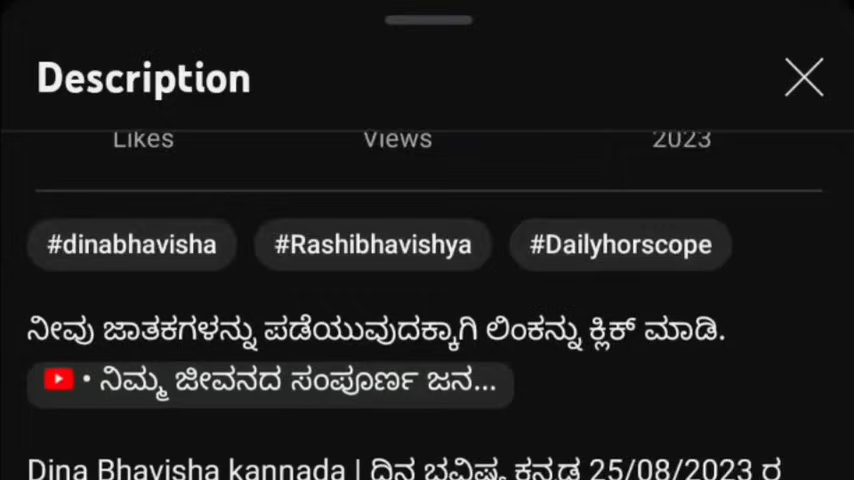 Description
Likes Views 2023
#dinabhavisha #Rashibhavishya #Dailyhorscope
ನೀವು ಜಾತಕಗಳನ್ನು ಪಡೆಯುವುದಕ್ಕಾಗಿ ಲಿಂಕನ್ನು ಕ್ಲಿಕ್ ಮಾಡಿ.
• ನಿಮ್ಮ ಜೀವನದ ಸಂಪೂರ್ಣ ಜನ...
Dina Bhavisha kannada | ದಿನ ಭವಿಷ್ಯ ಕನ್ನಡ 25/08/2023 ರ